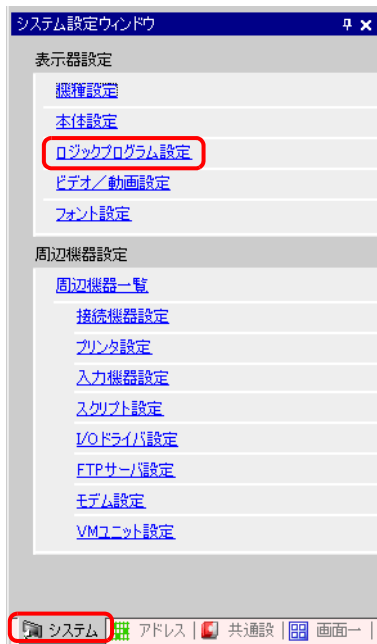 システム設定ウィンドウ
表示器設定
機種設定
本体設定
ロジックプログラム設定
ビデオ／動画設定
フォント設定
周辺機器設定
周辺機器一覧
接続機器設定
プリンタ設定
入力機器設定
スクリプト設定
I/Oドライバ設定
FTPサーバ設定
モデム設定
VMユニット設定
システム アドレス 共通設 画面一